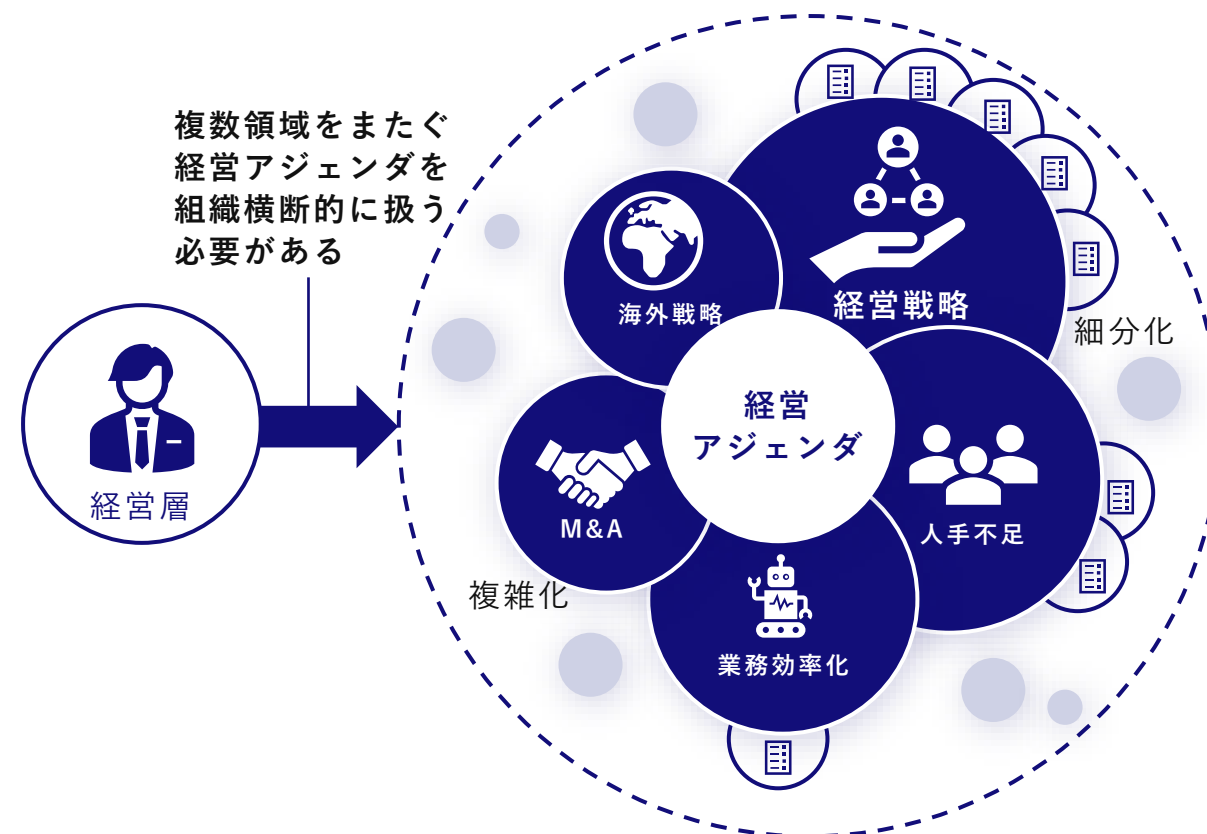 複数領域をまたぐ
経営アジェンダを
組織横断的に扱う
必要がある
経営層
海外戦略
経営戦略
細分化
経営
アジェンダ
M&A
人手不足
複雑化
業務効率化